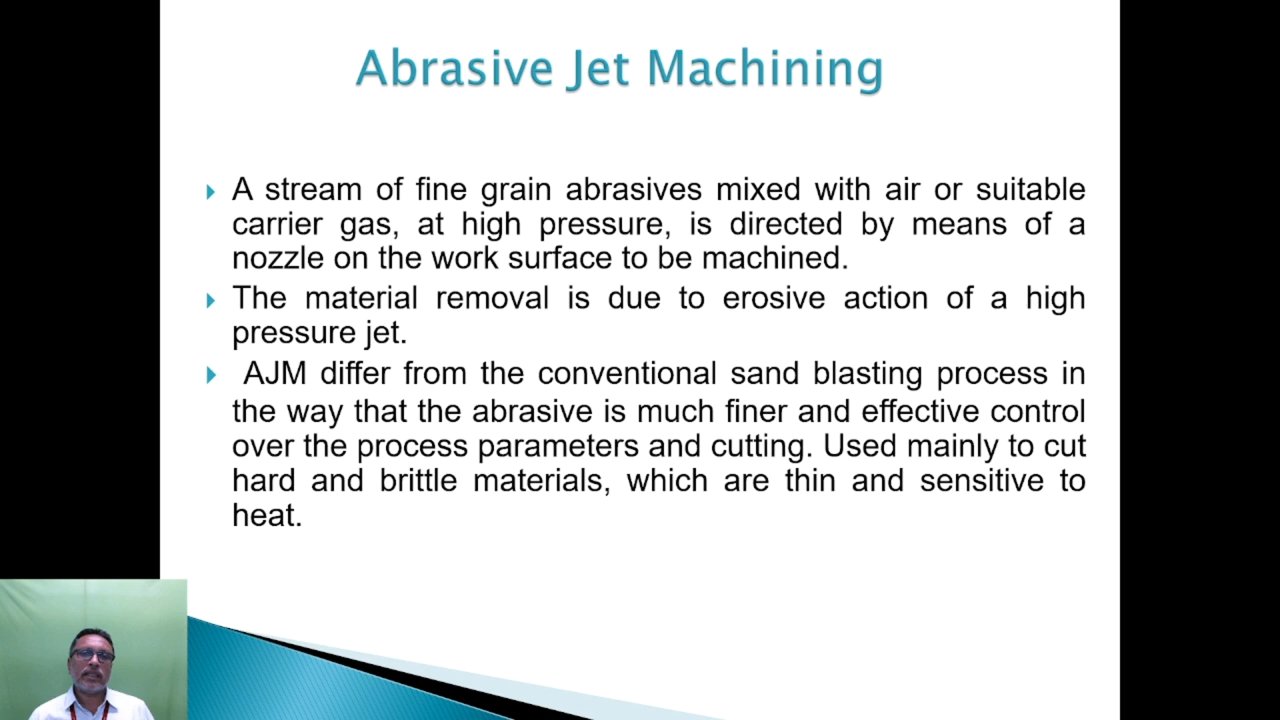 Abrasive Jet Machining
A stream of fine grain abrasives mixed with air or suitable
carrier gas, at high pressure, is directed by means of a
nozzle on the work surface to be machined.
The material removal is due to erosive action of a high
pressure jet.
AJM differ from the conventional sand blasting process in
the way that the abrasive is much finer and effective control
over the process parameters and cutting. Used mainly to cut
hard and brittle materials, which are thin and sensitive to
heat.